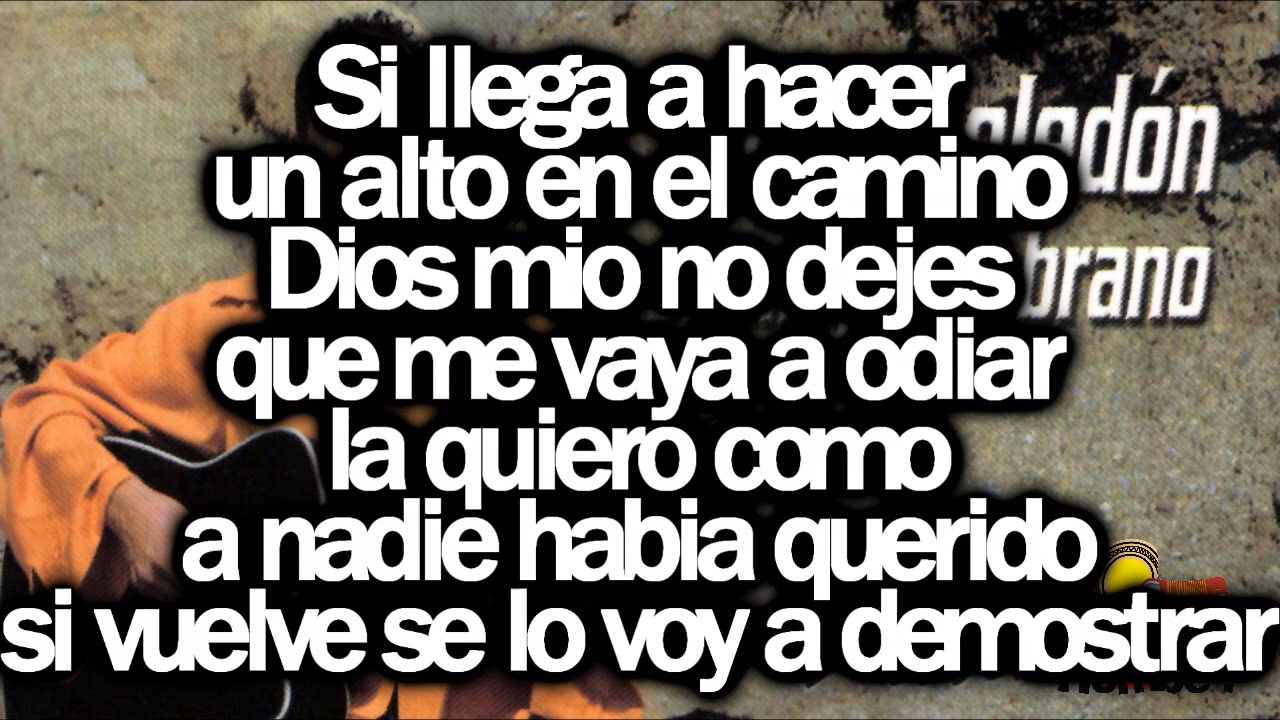 Si llega a hacer
un alto en el camino
Dios mio no dejes
que me vaya a odiar
la quiero como
a nadie habia querido
si vuelve se lo voy a demostrar